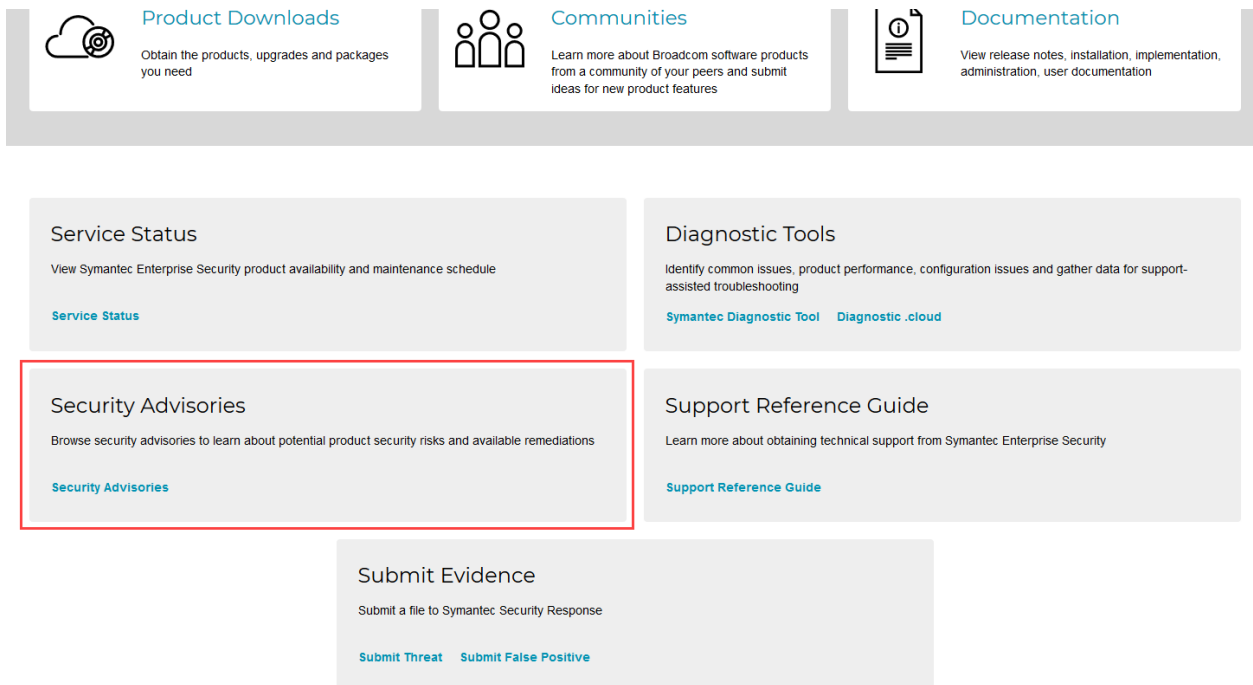 Product Downloads
Obtain the products, upgrades and packages
you need
Communities
Learn more about Broadcom software products
from a community of your peers and submit
ideas for new product features
Documentation
View release notes, installation, implementation,
administration, user documentation
Service Status
View Symantec Enterprise Security product availability and maintenance schedule
Service Status
Diagnostic Tools
Identify common issues, product performance, configuration issues and gather data for support-
assisted troubleshooting
Symantec Diagnostic Tool Diagnostic .cloud
Security Advisories
Browse security advisories to learn about potential product security risks and available remediations
Security Advisories
Support Reference Guide
Learn more about obtaining technical support from Symantec Enterprise Security
Support Reference Guide
Submit Evidence
Submit a file to Symantec Security Response
Submit Threat Submit False Positive